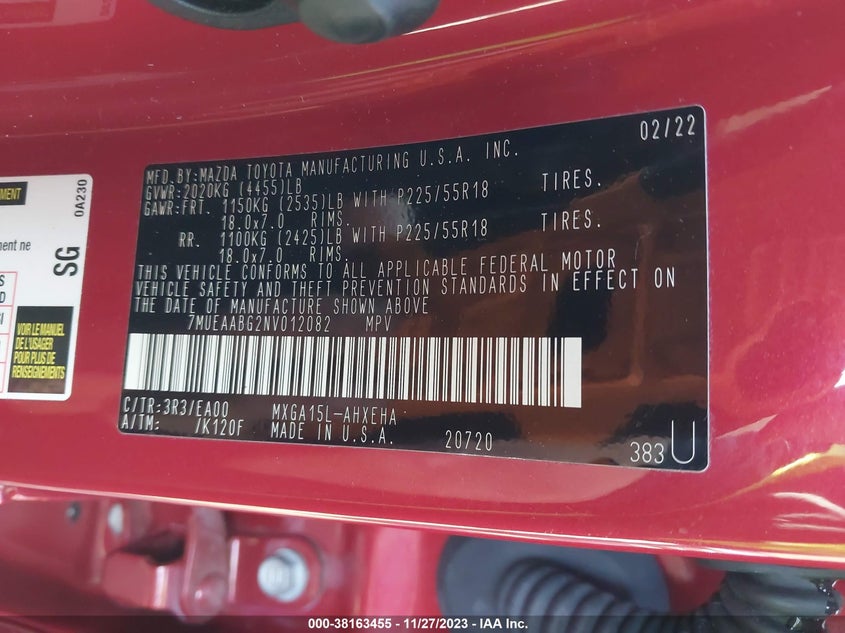 MENT
0A230
ment ne
SG
VOIR LE MANUEL
DE L'UTILISATEUR
POUR PLUS DE
RENSEIGNEMENTS
02/22
MFD.BY:MAZDA TOYOTA MANUFACTURING U.S.A. INC.
GVWR:2020KG (4455)LB
GAWR:FRT. 1150KG (2535)LB WITH P225/55R18 TIRES.
18.0x7.0 RIMS.
RR. 1100KG (2425)LB WITH P225/55R18 TIRES.
18.0x7.0 RIMS.
THIS VEHICLE CONFORMS TO ALL APPLICABLE FEDERAL MOTOR
VEHICLE SAFETY AND THEFT PREVENTION STANDARDS IN EFFECT ON
THE DATE OF MANUFACTURE SHOWN ABOVE
7MUEAABG2NV012082 MPV
C/TR:3R3/EA00 MXGA15L-AHXEHA
A/TM: /K120F MADE IN U.S.A. 20720
383 U
000-38163455 - 11/27/2023 - IAA Inc.